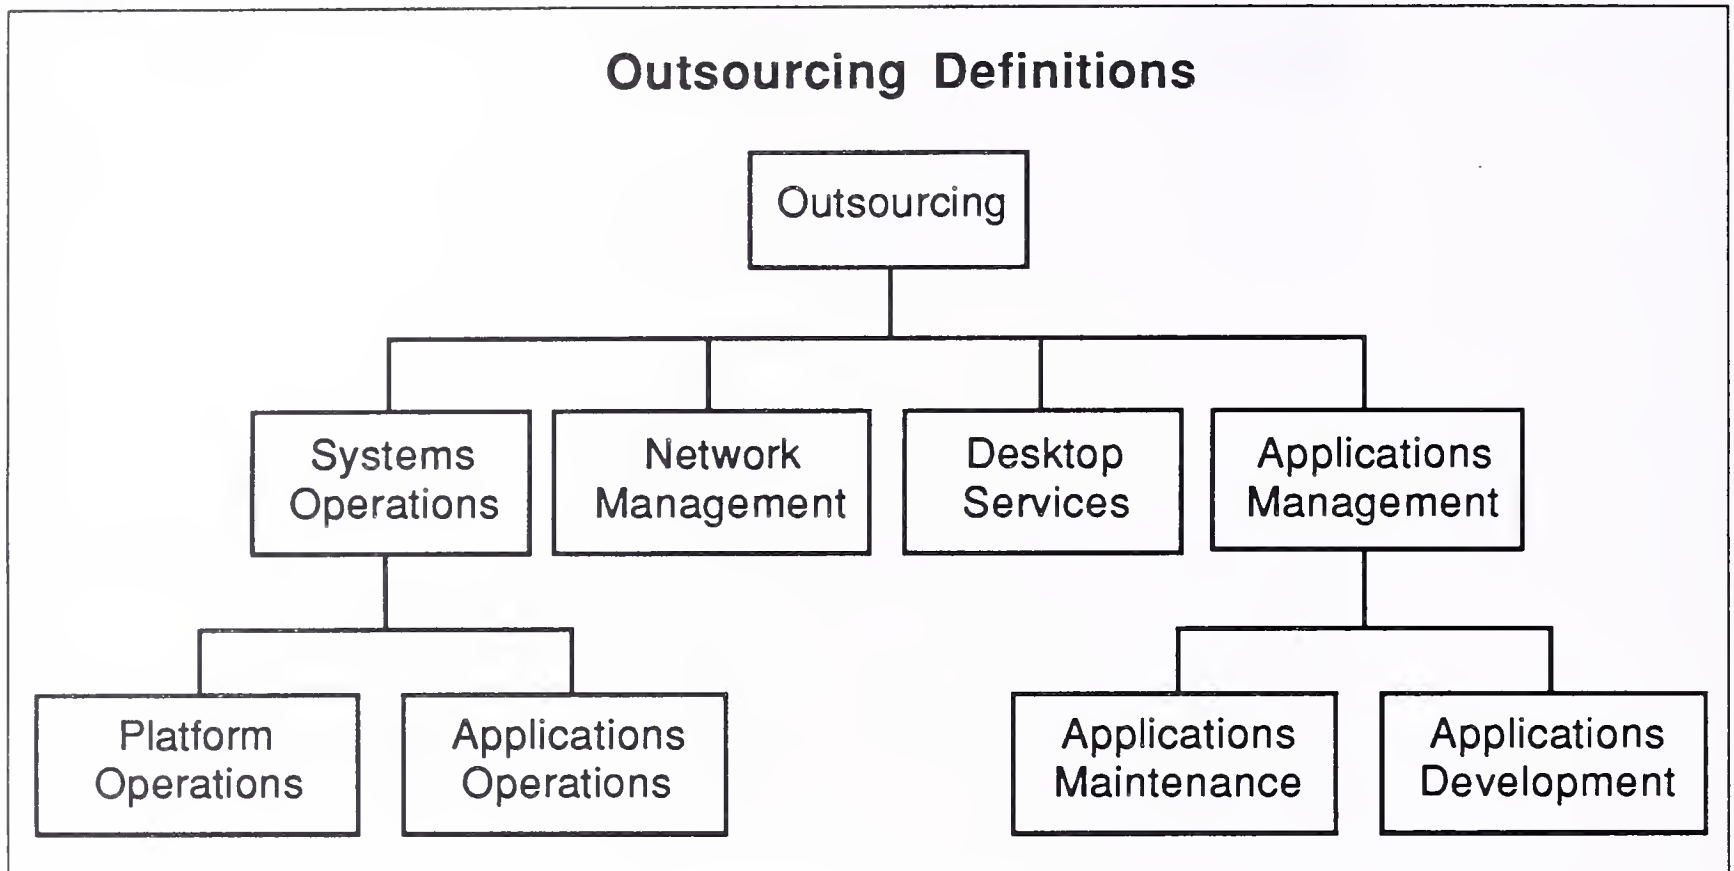 Outsourcing Definitions
Outsourcing
Systems
Operations
Network
Management
Desktop
Services
Applications
Management
Platform
Operations
Applications
Operations
Applications
Maintenance
Applications
Development